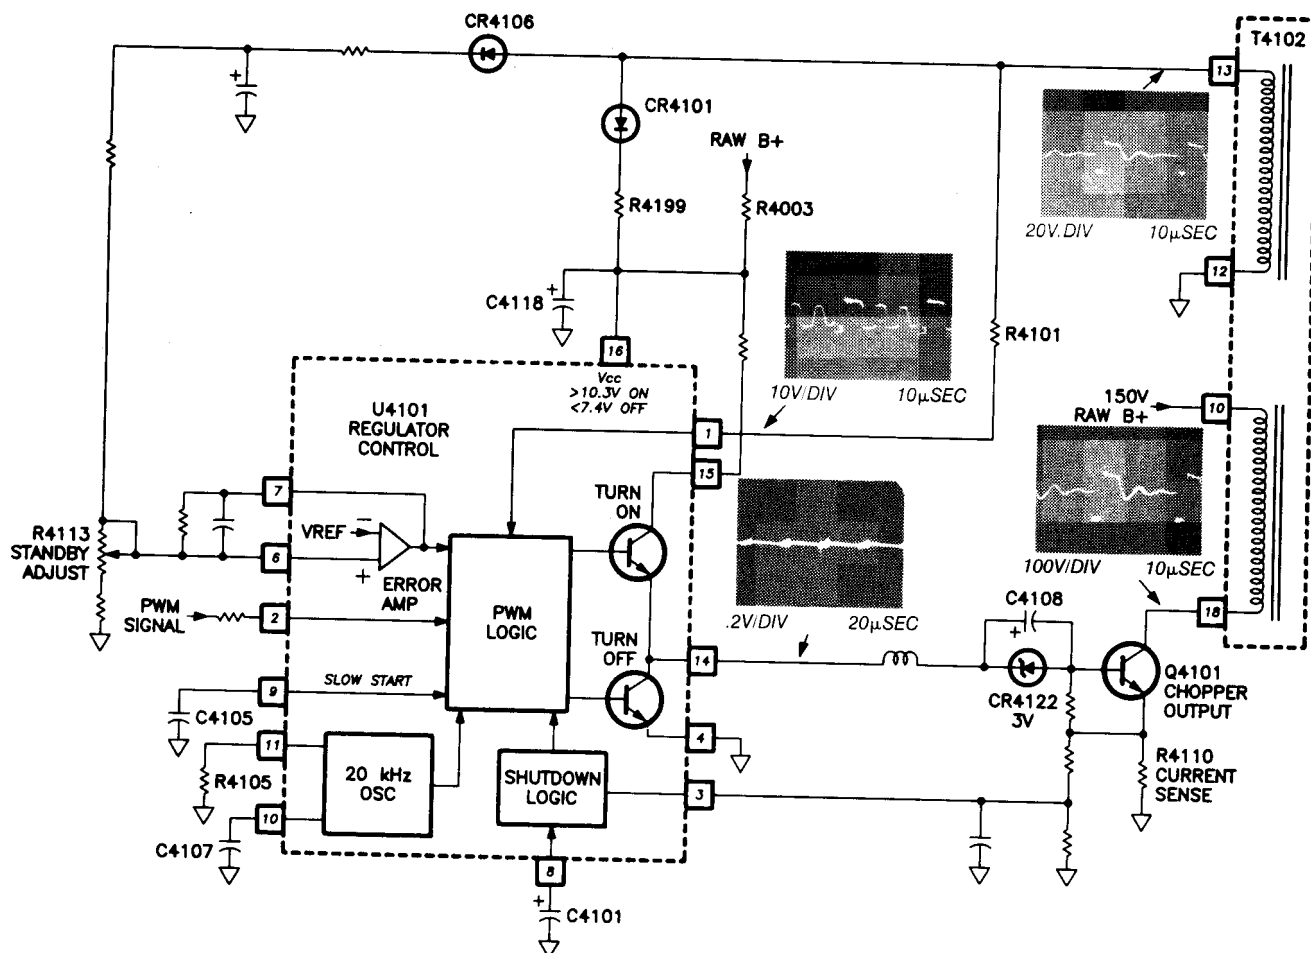 CR4106
T4102
13
CR4101
RAW B+
R4199
R4003
20V.DIV
10µSEC
12
C4118
R4101
16
Vcc
>10.3V ON
<7.4V OFF
10V/DIV
10µSEC
150V
RAW B+
10
U4101
REGULATOR
CONTROL
1
15
TURN
ON
7
VREF
R4113
STANDBY
ADJUST
6
ERROR
AMP
100V/DIV
10µSEC
PWM
SIGNAL
2
PWM
LOGIC
.2V/DIV
20µSEC
C4108
18
TURN
OFF
14
Q4101
CHOPPER
OUTPUT
CR4122
3V
9
SLOW START
C4105
4
11
R4105
20 kHz
OSC
SHUTDOWN
LOGIC
3
R4110
CURRENT
SENSE
10
C4107
8
C4101